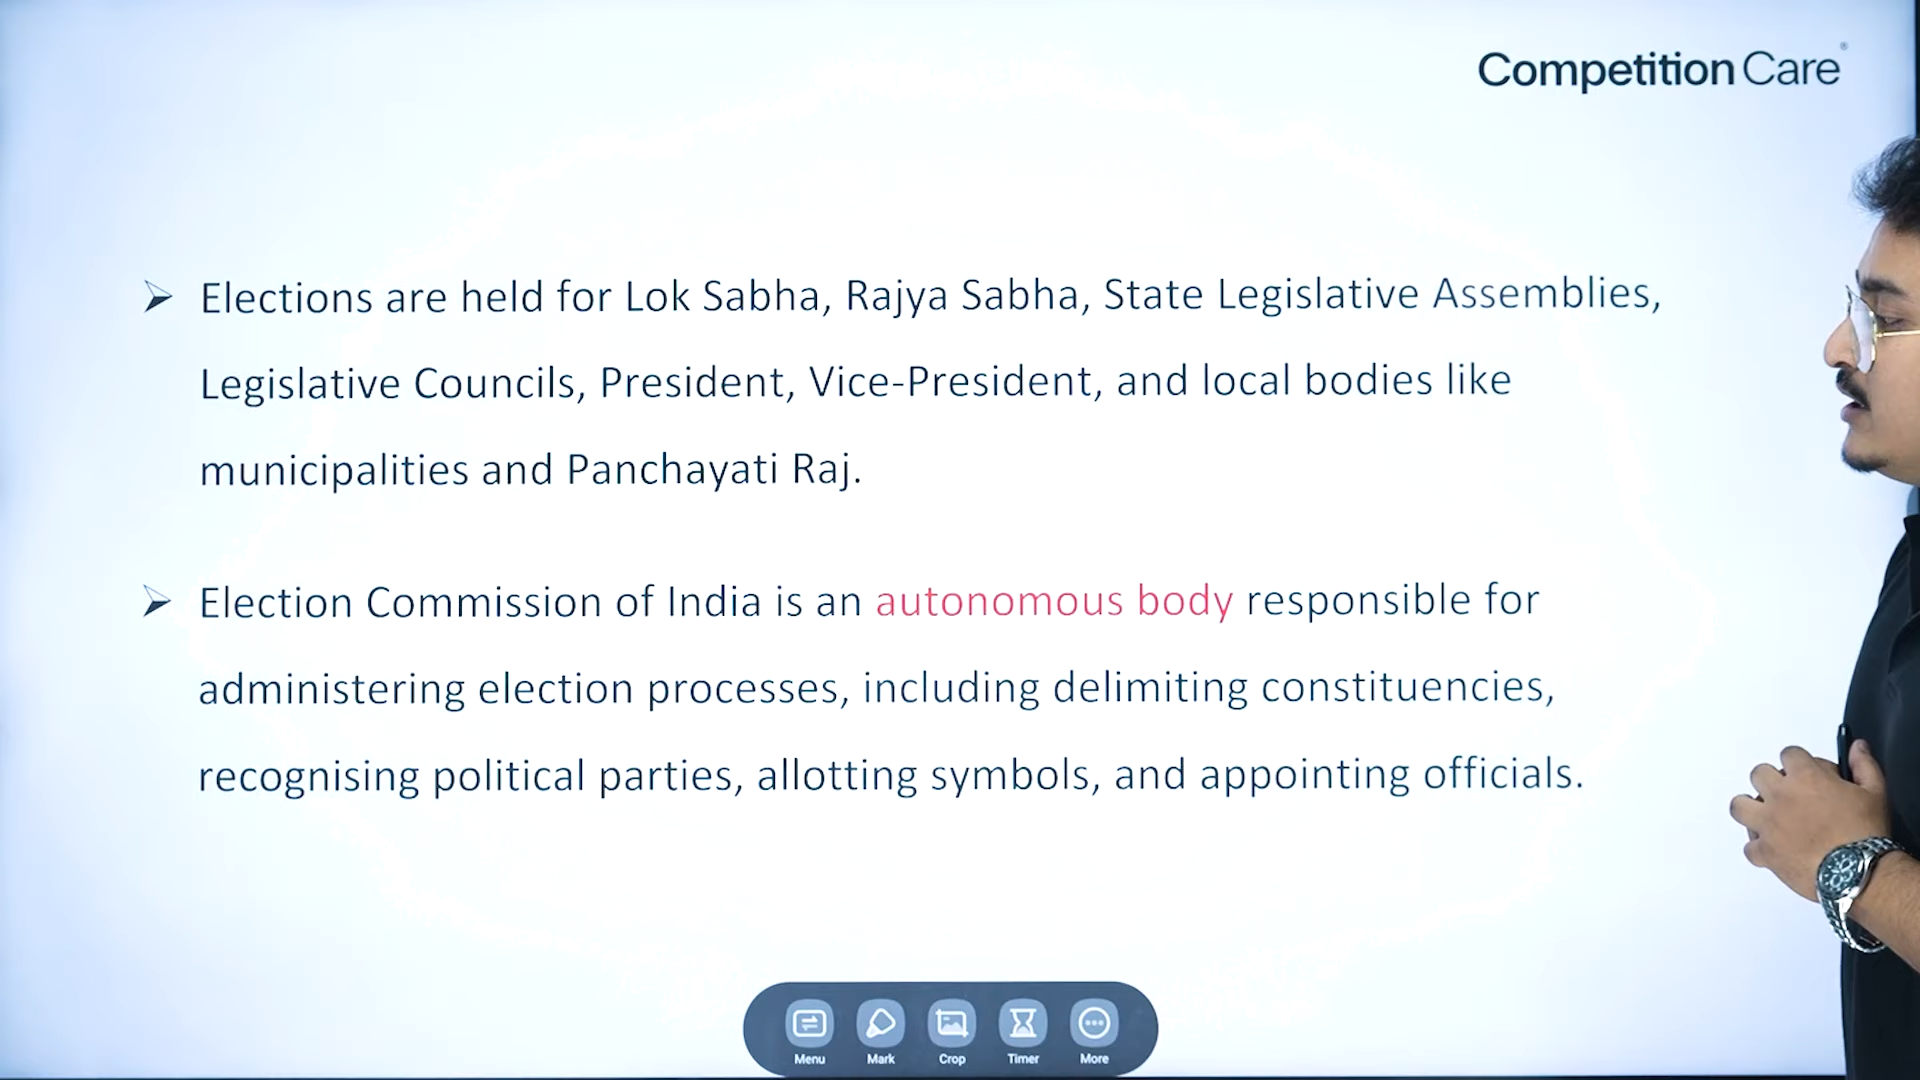 Competition Care
Elections are held for Lok Sabha, Rajya Sabha, State Legislative Assemblies,
Legislative Councils, President, Vice-President, and local bodies like
municipalities and Panchayati Raj.
Election Commission of India is an autonomous body responsible for
administering election processes, including delimiting constituencies,
recognising political parties, allotting symbols, and appointing officials.
Menu Mark Crop Timer More